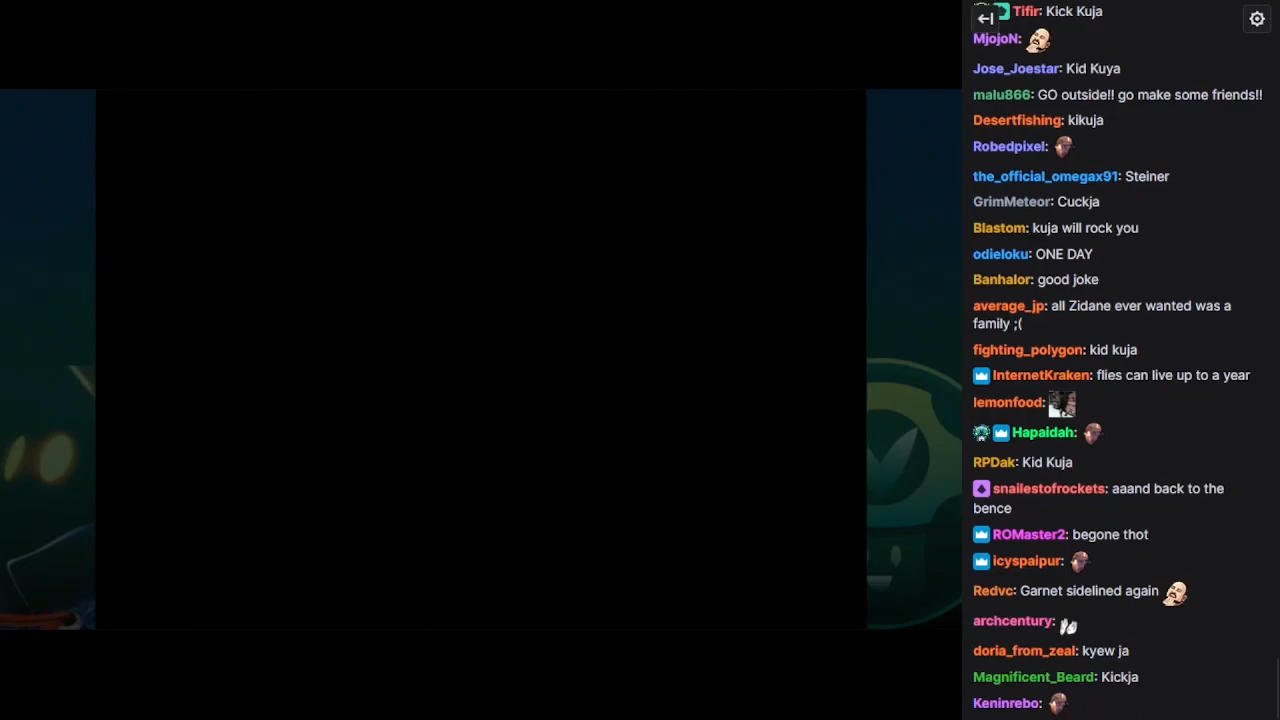 Tifir: Kick Kuja
MjojoN:
Jose_Joestar: Kid Kuya
malu866: GO outside!! go make some friends!!
Desertfishing: kikuja
Robedpixel:
the_official_omegax91: Steiner
GrimMeteor: Cuckja
Blastom: kuja will rock you
odieloku: ONE DAY
Banhalor: good joke
average_jp: all Zidane ever wanted was a
family ;(
fighting_polygon: kid kuja
InternetKraken: flies can live up to a year
lemonfood:
Hapaidah:
RPDak: Kid Kuja
snailestofrockets: aaand back to the
bence
ROMaster2: begone thot
icyspaipur:
Redvc: Garnet sidelined again
archcentury:
doria_from_zeal: kyew ja
Magnificent_Beard: Kickja
Keninrebo: